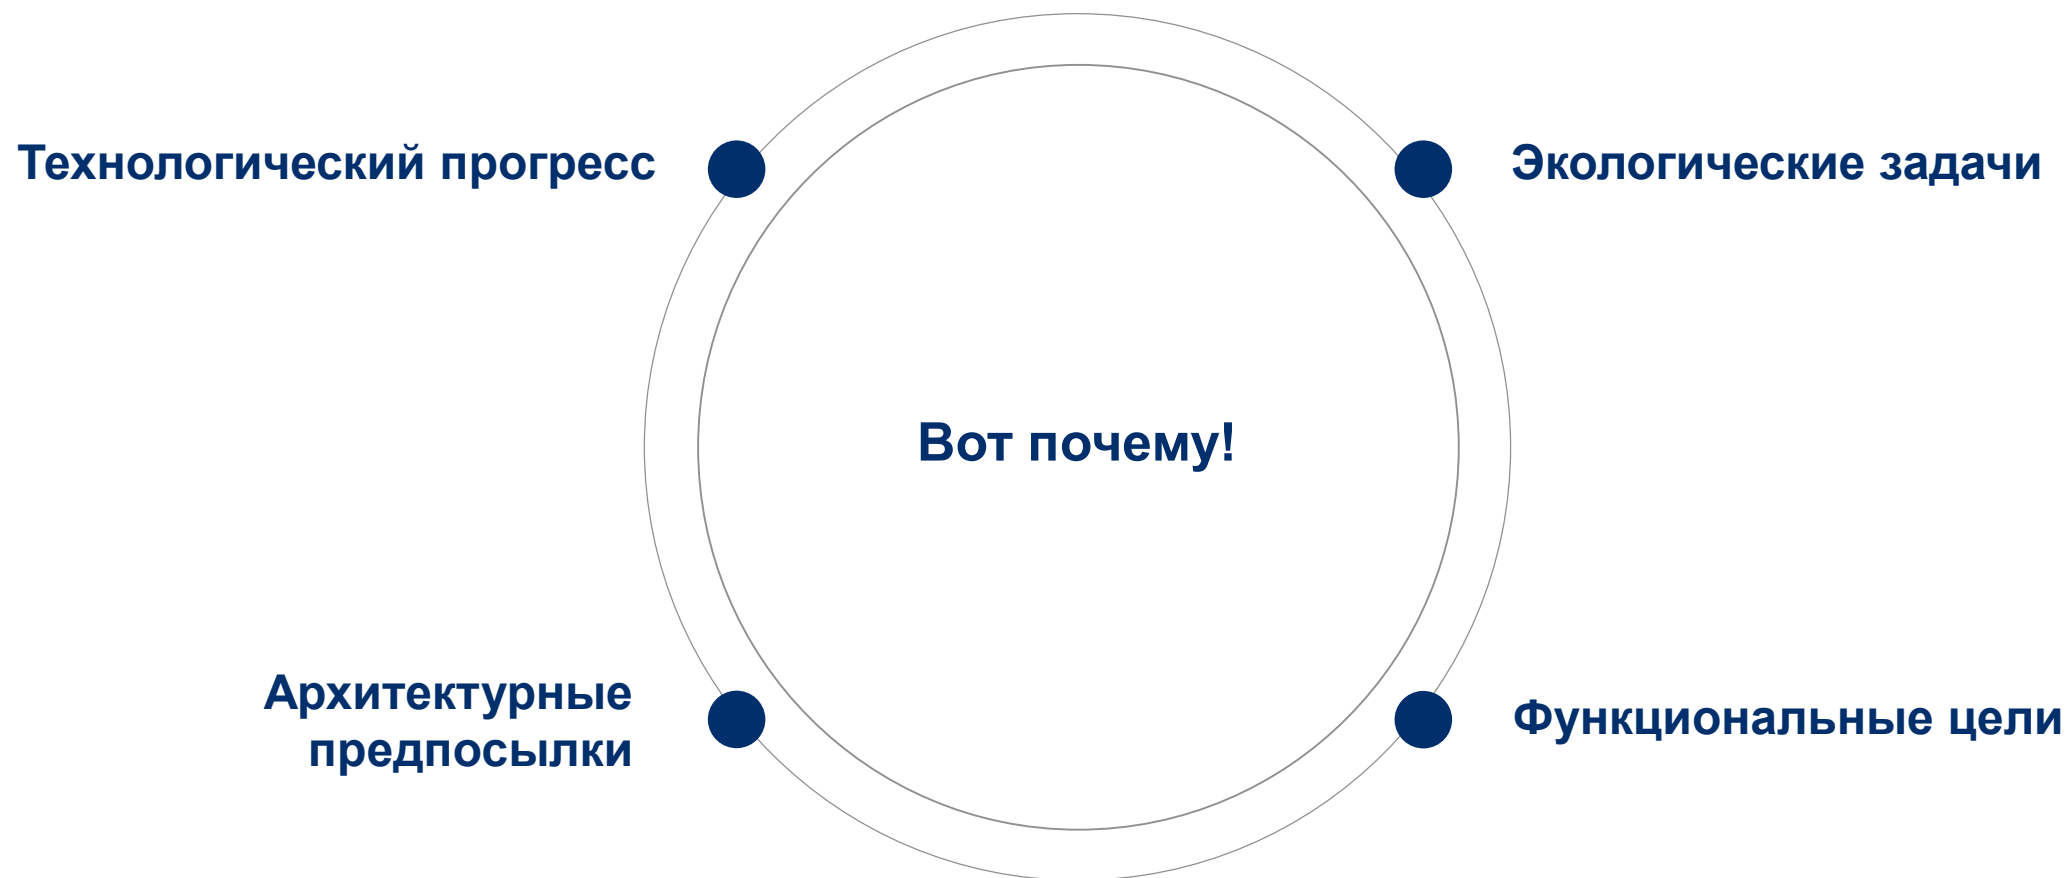 Технологический прогресс
Экологические задачи
Вот почему!
Архитектурные
предпосылки
Функциональные цели